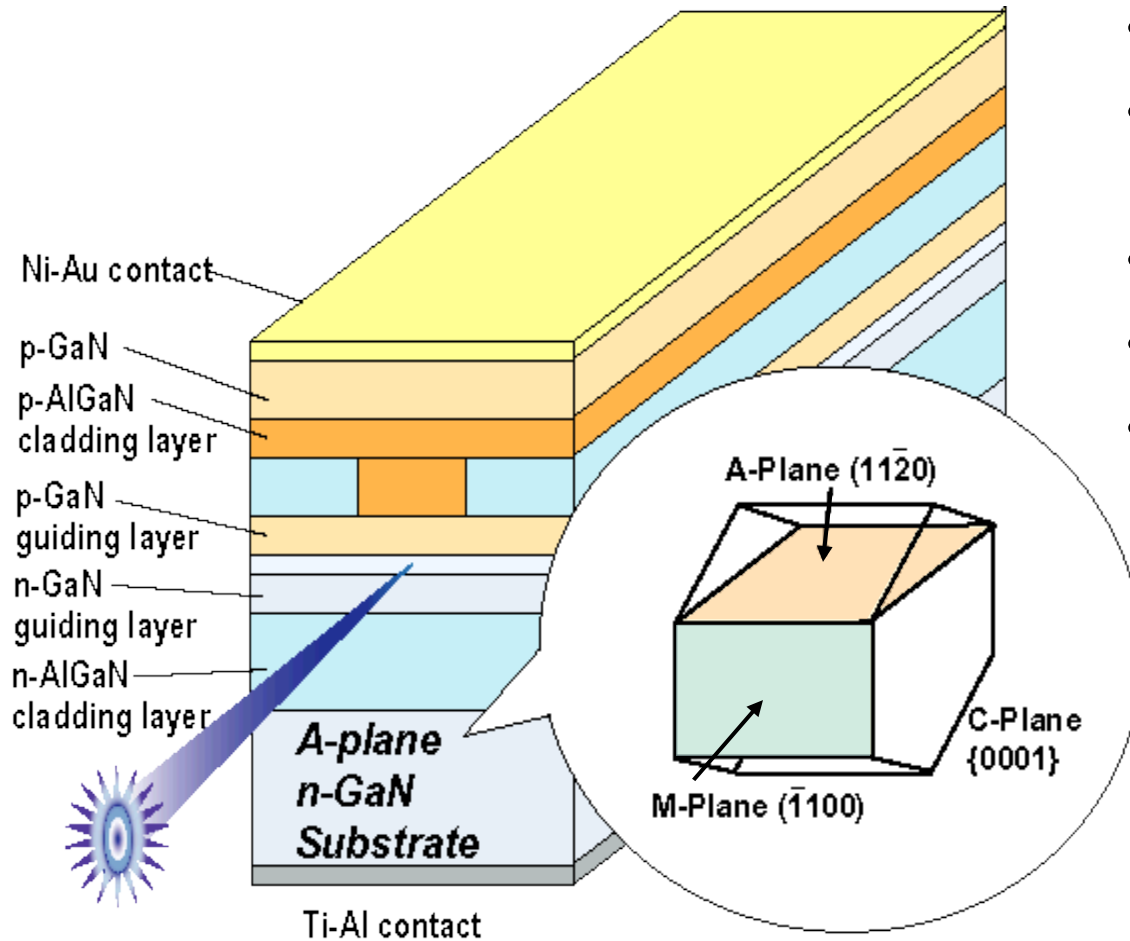 Ni-Au contact
p-GaN
p-AlGaN
cladding layer
p-GaN
guiding layer
n-GaN
guiding layer
n-AlGaN
cladding layer
A-plane
n-GaN
Substrate
Ti-Al contact
A-Plane (112̄0)
C-Plane
{0001}
M-Plane (1̄100)